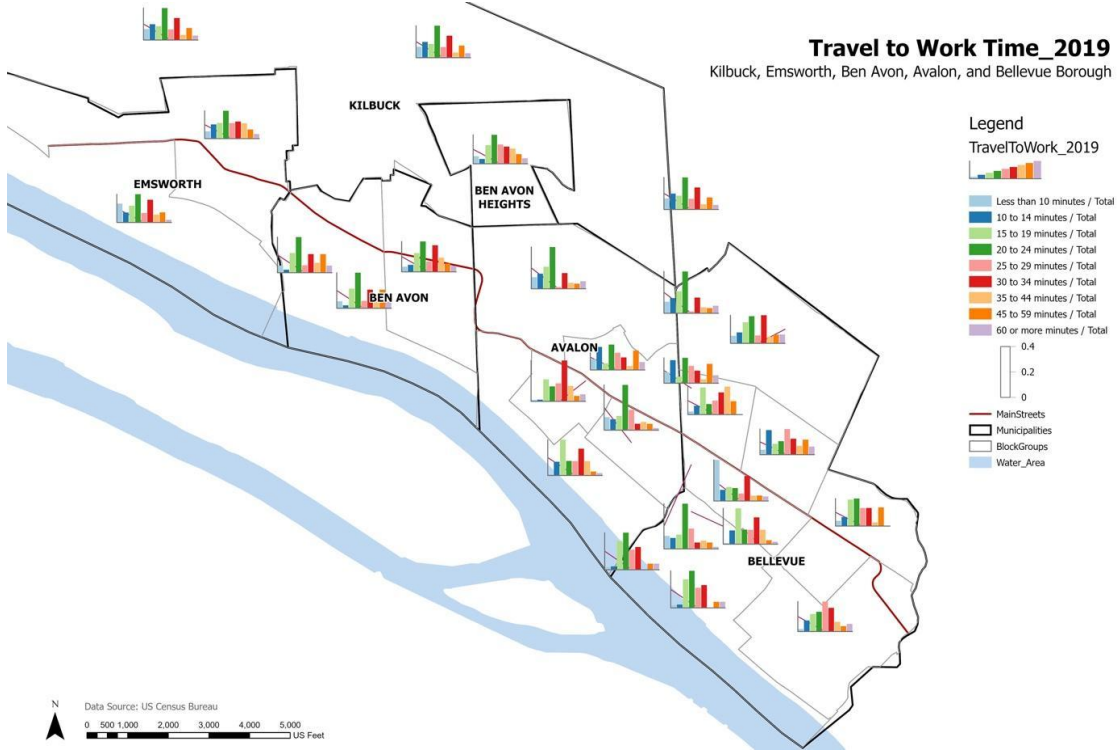 Travel to Work Time_2019
Kilbuck, Emsworth, Ben Avon, Avalon, and Bellevue Borough
KILBUCK
EMSWORTH
BEN AVON
HEIGHTS
BEN AVON
AVALON
BELLEVUE
Legend
TravelToWork_2019
Less than 10 minutes / Total
10 to 14 minutes / Total
15 to 19 minutes / Total
20 to 24 minutes / Total
25 to 29 minutes / Total
30 to 34 minutes / Total
35 to 44 minutes / Total
45 to 59 minutes / Total
60 or more minutes / Total
0.4
0.2
0
MainStreets
Municipalities
BlockGroups
Water_Area
N
Data Source: US Census Bureau
0 500 1,000 2,000 3,000 4,000 5,000
US Feet